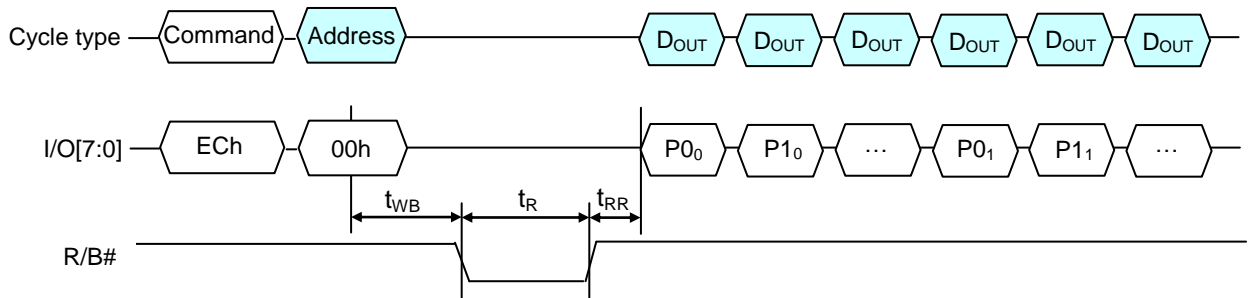 Cycle type Command Address DOUT DOUT DOUT DOUT DOUT DOUT
I/O[7:0] ECh 00h P0₀ P1₀ ... P0₁ P1₁ ...
tWB tR tRR
R/B#